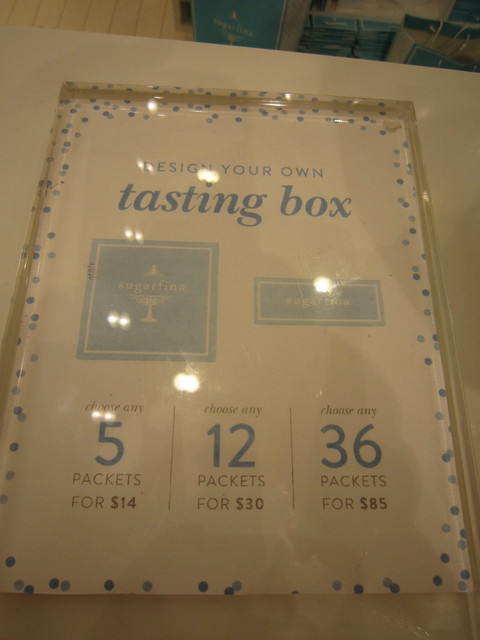 DESIGN YOUR OWN
tasting box
sugarfina
sugarfina
choose any
5
PACKETS
FOR $14
choose any
12
PACKETS
FOR $30
choose any
36
PACKETS
FOR $85